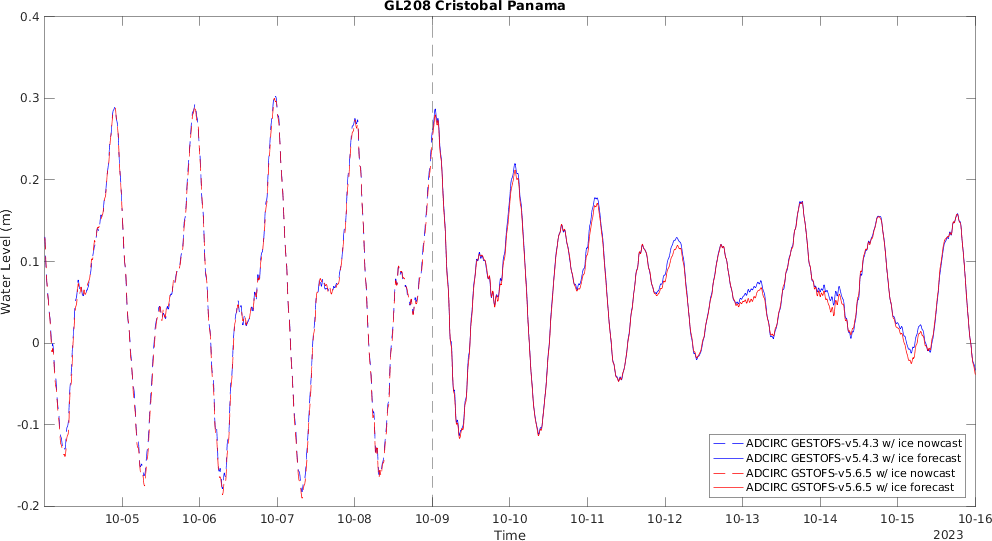 GL208 Cristobal Panama
0.4
0.3
0.2
0.1
0
-0.1
-0.2
Water Level (m)
10-05
10-06
10-07
10-08
10-09
10-10
10-11
10-12
10-13
10-14
10-15
10-16
Time
2023
ADCIRC GESTOFS-v5.4.3 w/ ice nowcast
ADCIRC GESTOFS-v5.4.3 w/ ice forecast
ADCIRC GSTOFS-v5.6.5 w/ ice nowcast
ADCIRC GSTOFS-v5.6.5 w/ ice forecast